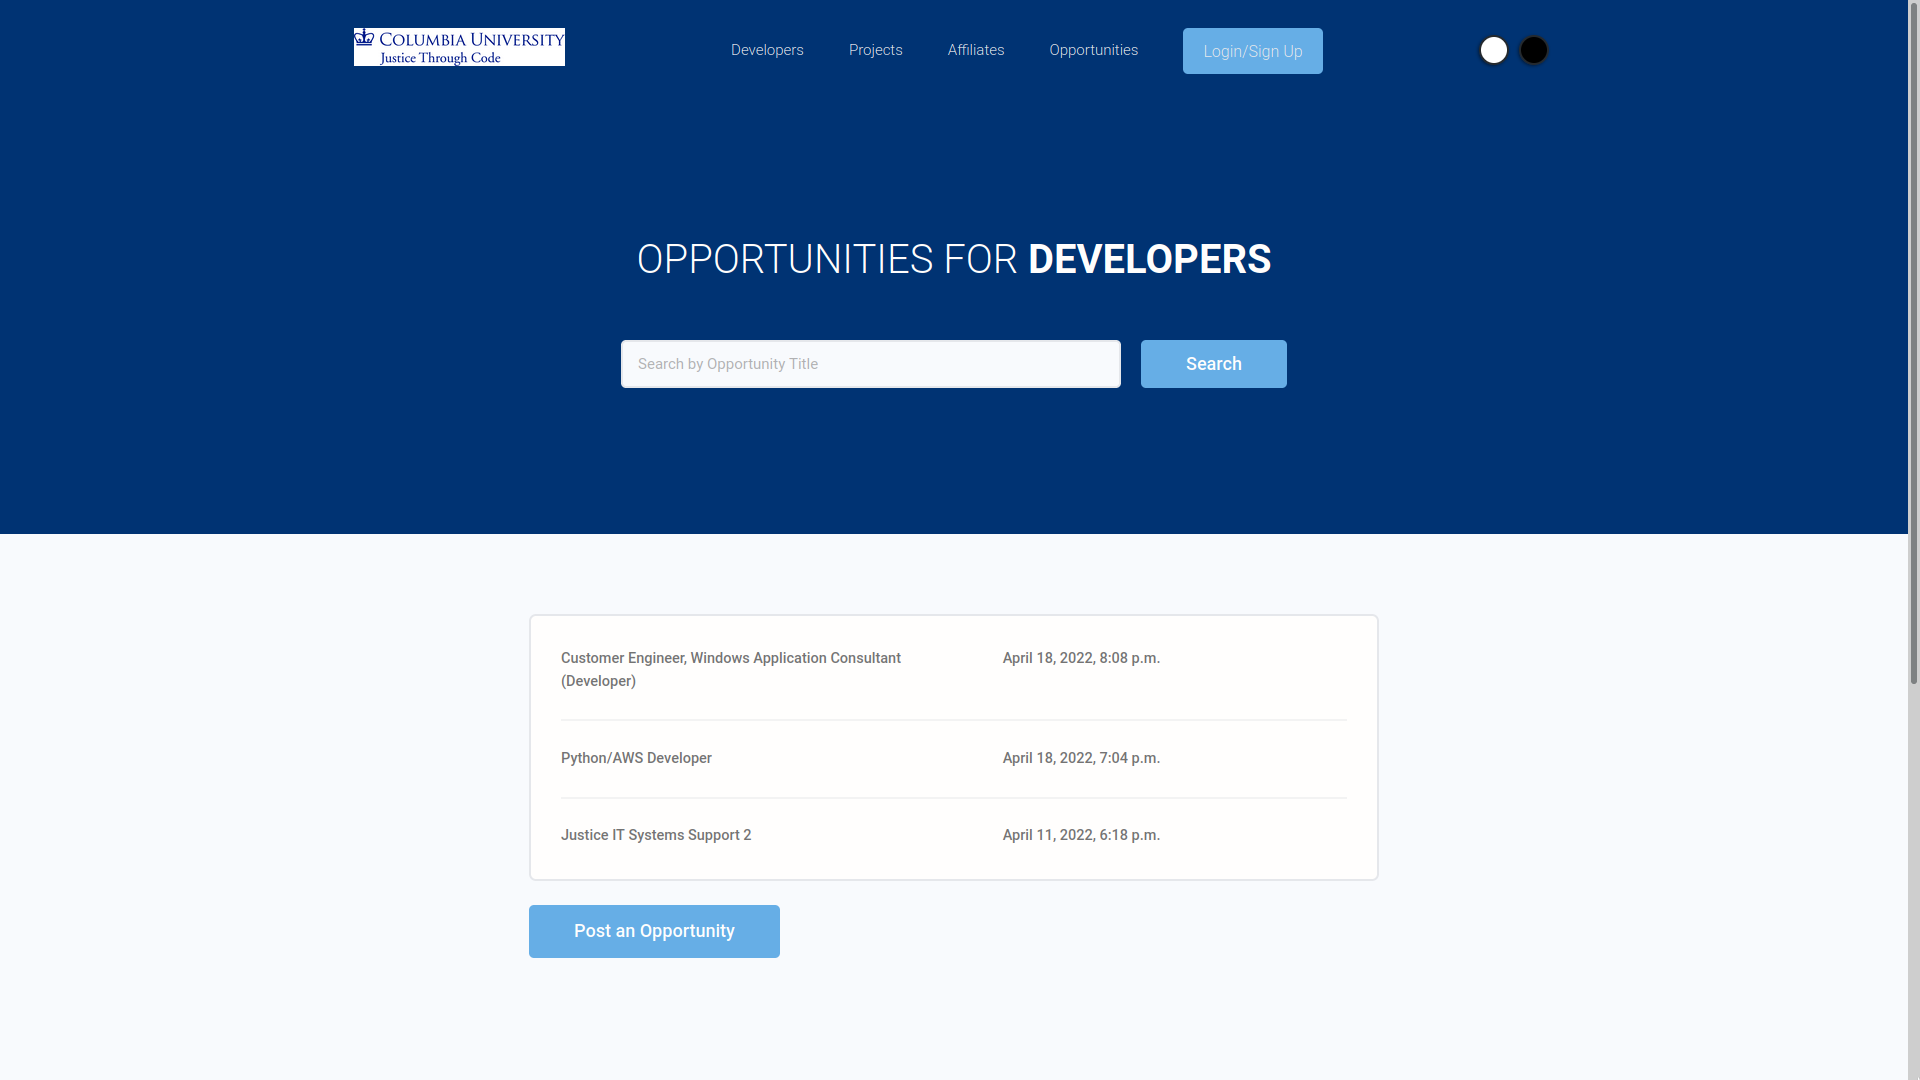 COLUMBIA UNIVERSITY
Justice Through Code
Developers
Projects
Affiliates
Opportunities
Login/Sign Up
OPPORTUNITIES FOR DEVELOPERS
Search by Opportunity Title
Search
Customer Engineer, Windows Application Consultant
(Developer)
April 18, 2022, 8:08 p.m.
Python/AWS Developer
April 18, 2022, 7:04 p.m.
Justice IT Systems Support 2
April 11, 2022, 6:18 p.m.
Post an Opportunity